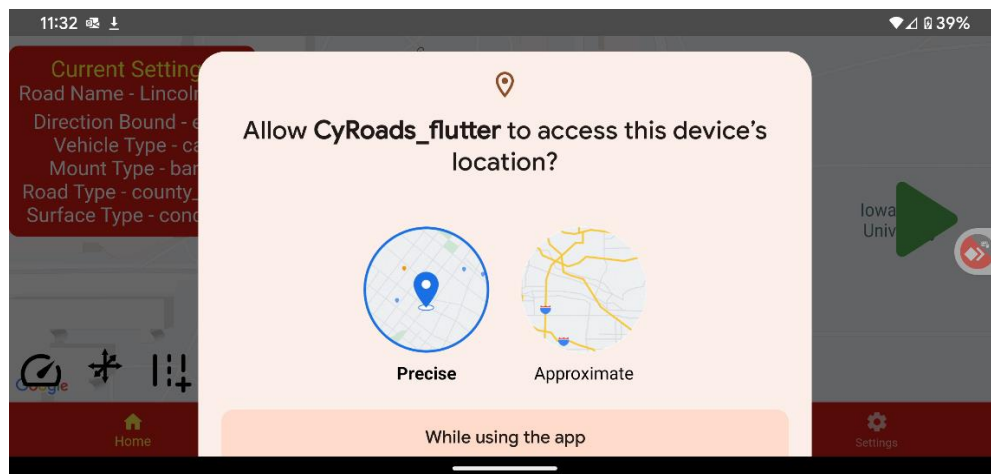 11:32
39%
Current Setting
Road Name - Lincoln
Direction Bound - e
Vehicle Type - ca
Mount Type - bar
Road Type - county_
Surface Type - conc
Allow CyRoads_flutter to access this device's
location?
Precise
Approximate
While using the app
Iowa
Univ
Google
Home
Settings